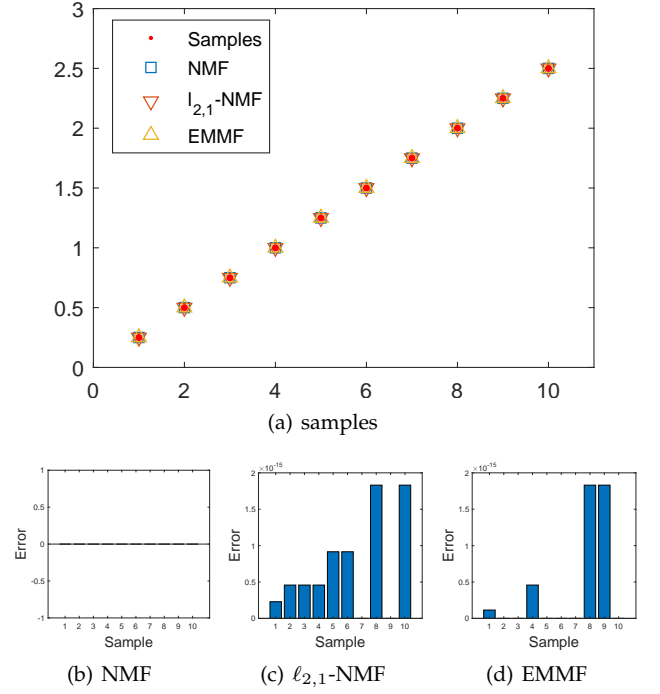 3
2.5
2
1.5
1
0.5
0
0 2 4 6 8 10
Samples
NMF
l2,1-NMF
EMMF
(a) samples
1
0.5
0
-0.5
-1
Error
1 2 3 4 5 6 7 8 9 10
Sample
(b) NMF
×10-15
2
1.5
1
0.5
0
Error
1 2 3 4 5 6 7 8 9 10
Sample
(c) ℓ2,1-NMF
×10-15
2
1.5
1
0.5
0
Error
1 2 3 4 5 6 7 8 9 10
Sample
(d) EMMF